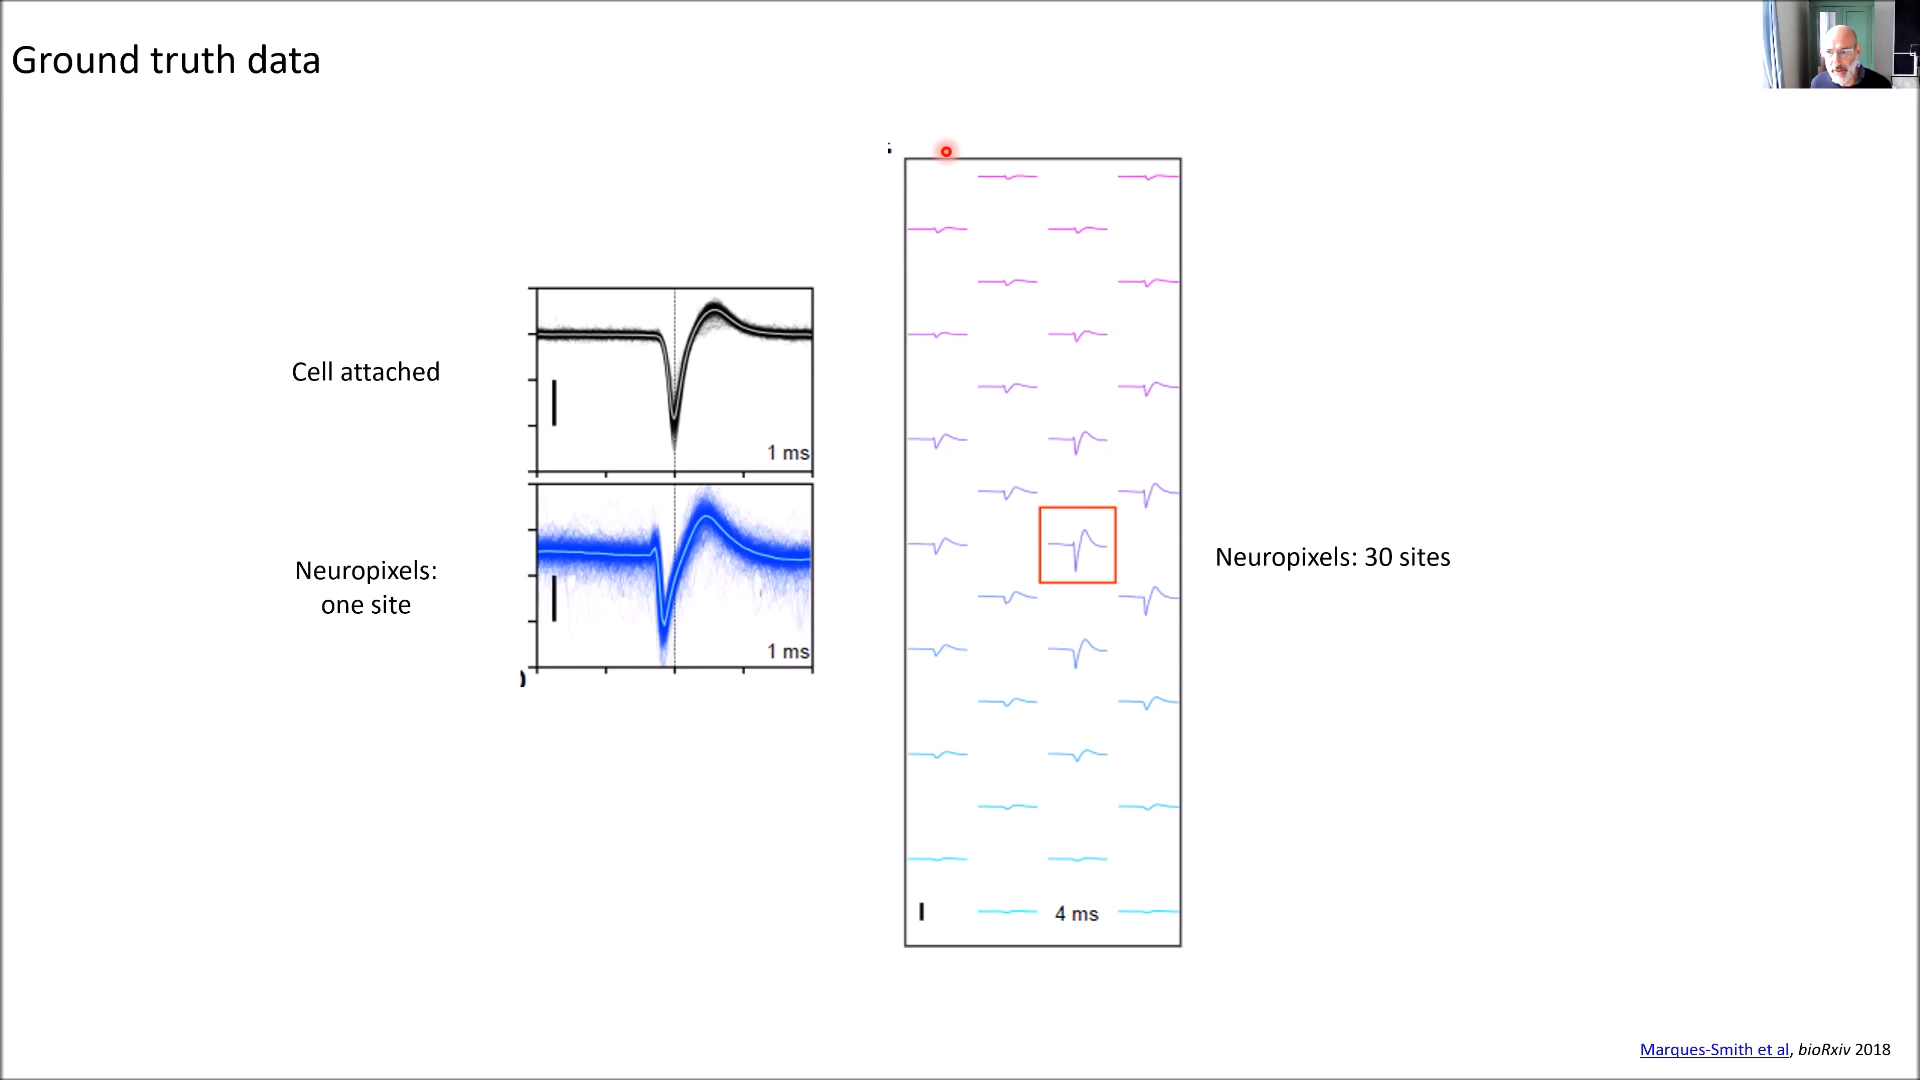 Ground truth data
Cell attached
1 ms
Neuropixels:
one site
1 ms
Neuropixels: 30 sites
4 ms
Marques-Smith et al, bioRxiv 2018